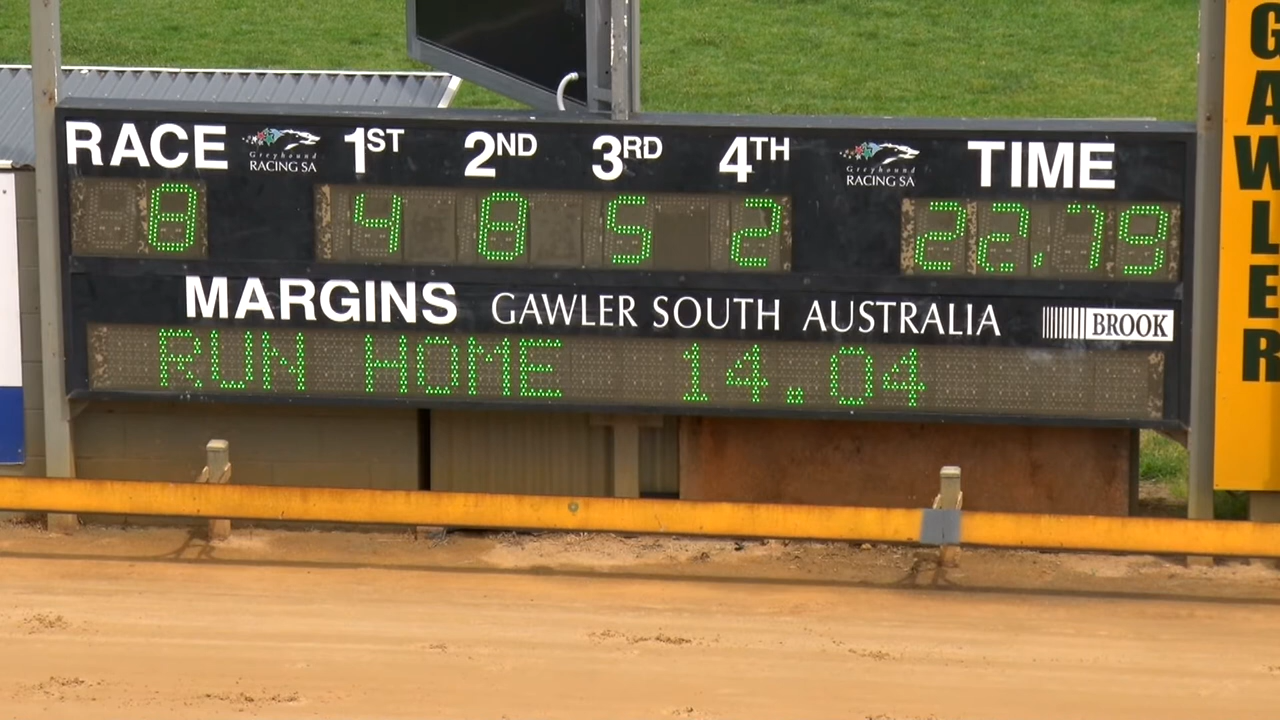 RACE Greyhound RACING SA 1ST 2ND 3RD 4TH Greyhound RACING SA TIME
8 4 8 5 2 22.79
MARGINS GAWLER SOUTH AUSTRALIA BROOK
RUN HOME 14.04
GAWLER